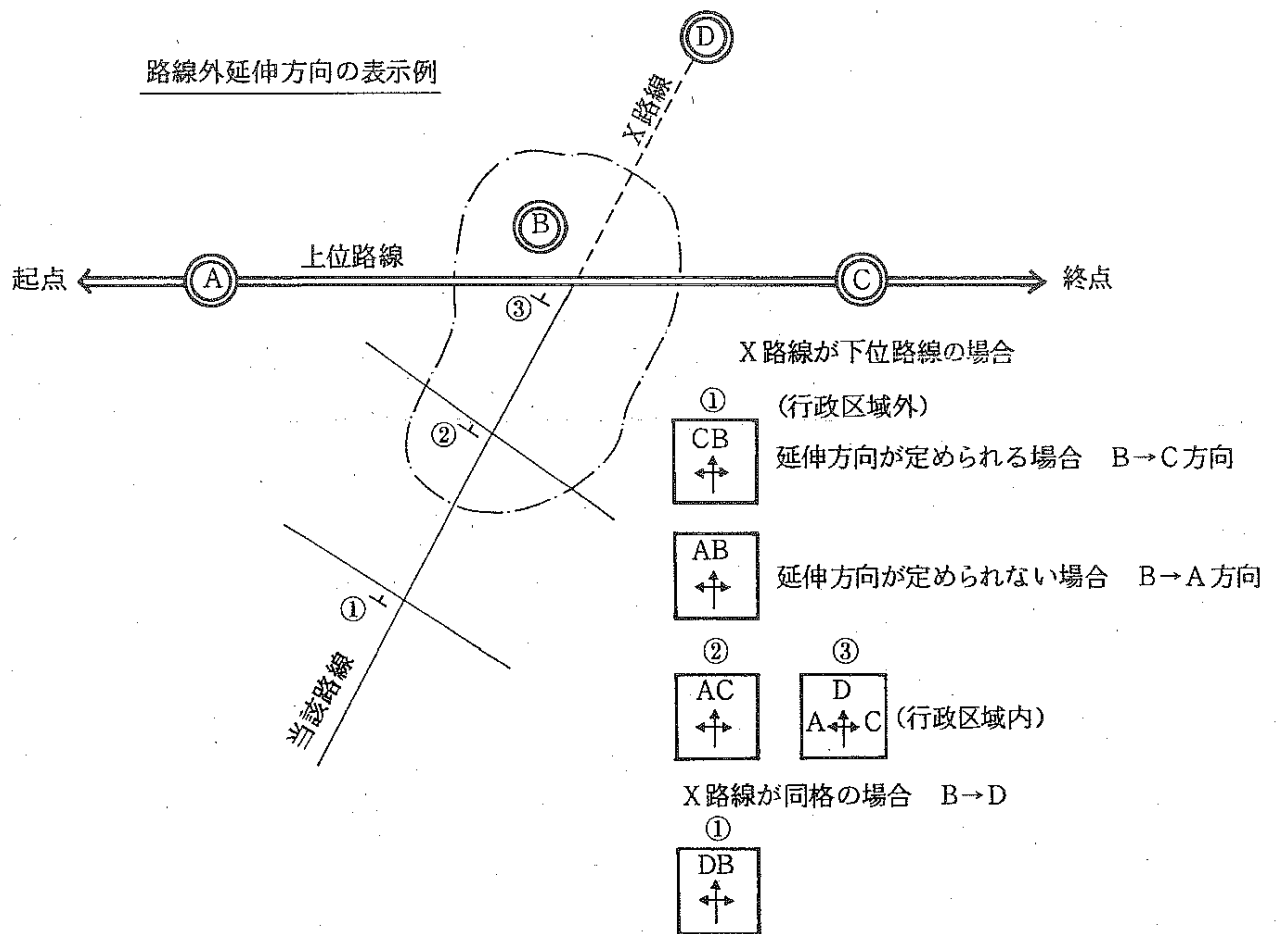 路線外延伸方向の表示例
D
X路線
B
上位路線
起点
A
C
終点
③
X路線が下位路線の場合
①
(行政区域外)
CB
延伸方向が定められる場合 B→C方向
②
AB
延伸方向が定められない場合 B→A方向
①
② ③
AC
D
A C
(行政区域内)
当該路線
X路線が同格の場合 B→D
①
DB